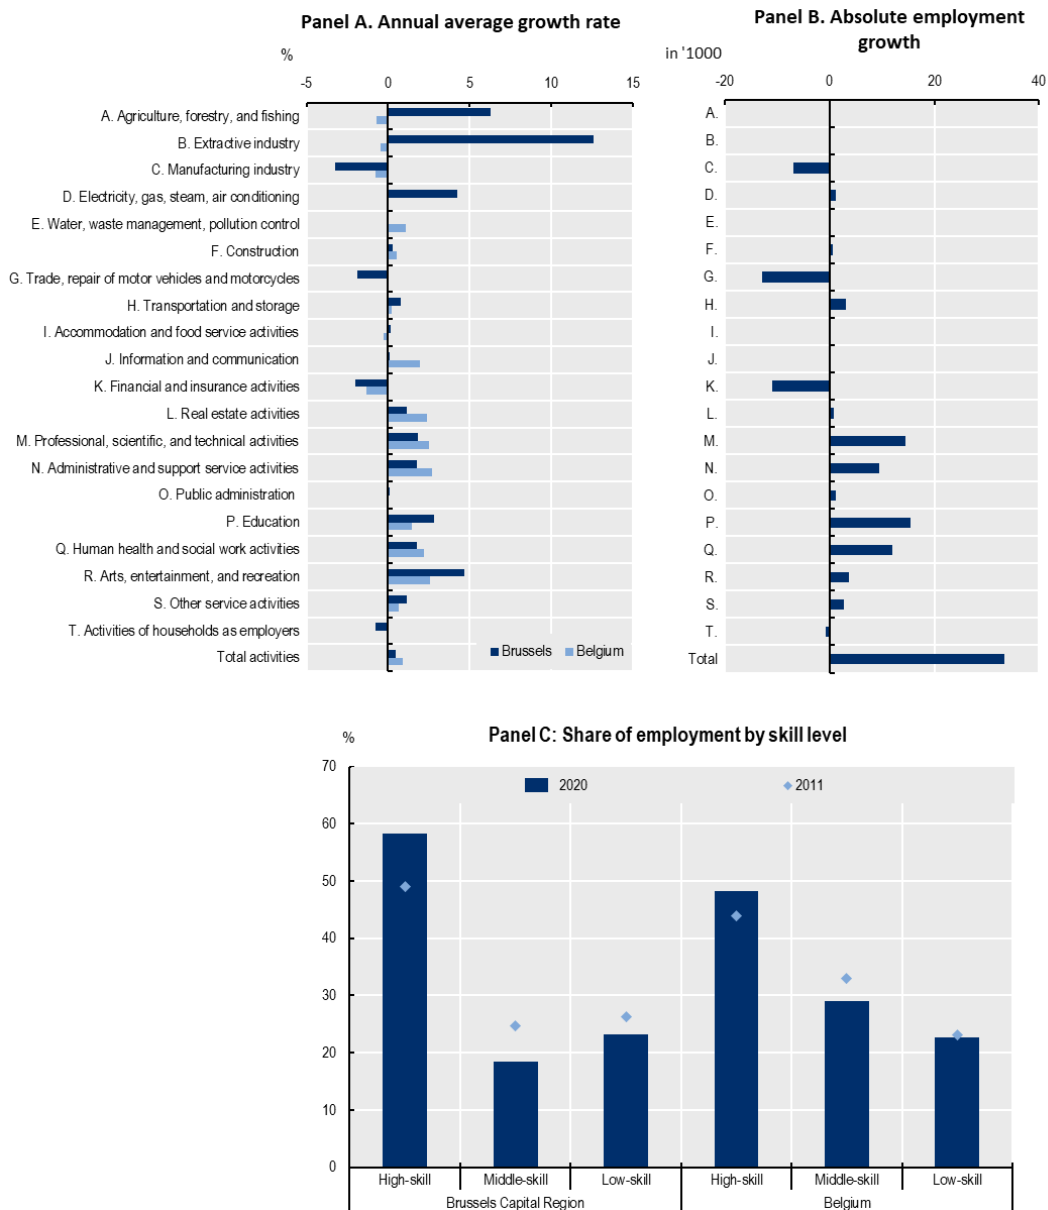 Panel A. Annual average growth rate
%
-5 0 5 10 15
A. Agriculture, forestry, and fishing
B. Extractive industry
C. Manufacturing industry
D. Electricity, gas, steam, air conditioning
E. Water, waste management, pollution control
F. Construction
G. Trade, repair of motor vehicles and motorcycles
H. Transportation and storage
I. Accommodation and food service activities
J. Information and communication
K. Financial and insurance activities
L. Real estate activities
M. Professional, scientific, and technical activities
N. Administrative and support service activities
O. Public administration
P. Education
Q. Human health and social work activities
R. Arts, entertainment, and recreation
S. Other service activities
T. Activities of households as employers
Total activities
Brussels Belgium
Panel B. Absolute employment
growth
in '1000
-20 0 20 40
A.
B.
C.
D.
E.
F.
G.
H.
I.
J.
K.
L.
M.
N.
O.
P.
Q.
R.
S.
T.
Total
Panel C: Share of employment by skill level
%
70
60
50
40
30
20
10
0
2020 2011
High-skill Middle-skill Low-skill High-skill Middle-skill Low-skill
Brussels Capital Region Belgium